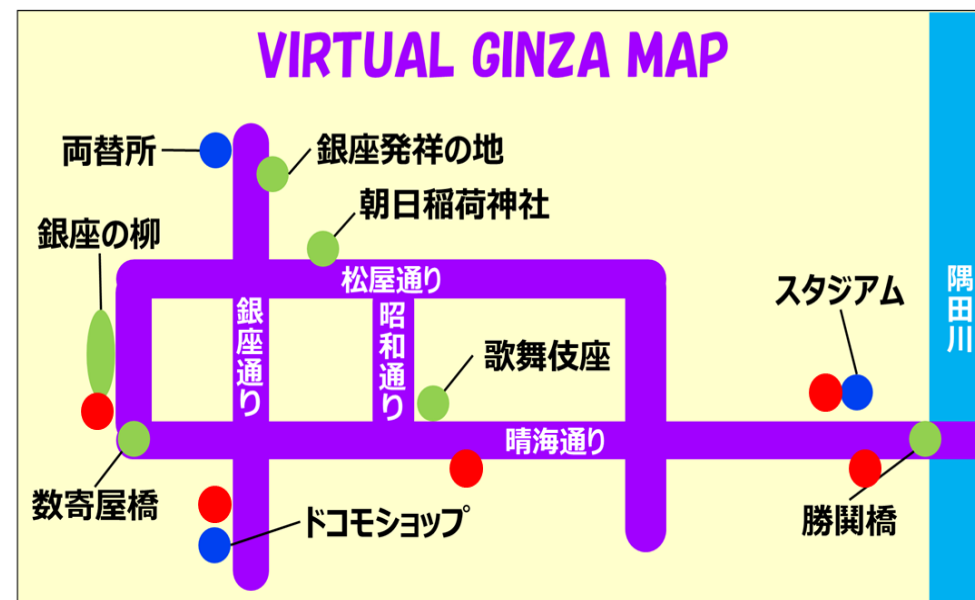 VIRTUAL GINZA MAP
両替所
銀座発祥の地
朝日稲荷神社
銀座の柳
松屋通り
スタジアム
隅田川
銀座通り
昭和通り
歌舞伎座
晴海通り
数寄屋橋
ドコモショップ
勝鬨橋